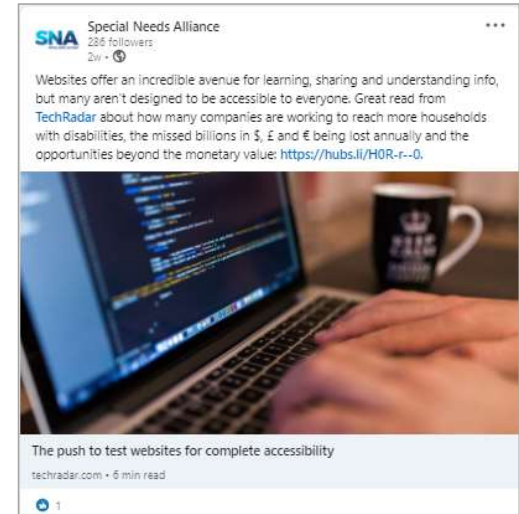 SNA
Special Needs Alliance
286 followers
2w •
Websites offer an incredible avenue for learning, sharing and understanding info,
but many aren't designed to be accessible to everyone. Great read from
TechRadar about how many companies are working to reach more households
with disabilities, the missed billions in $, £ and € being lost annually and the
opportunities beyond the monetary value: https://hubs.li/H0R-r--0.
KEEP
CALM
The push to test websites for complete accessibility
techradar.com • 6 min read
1